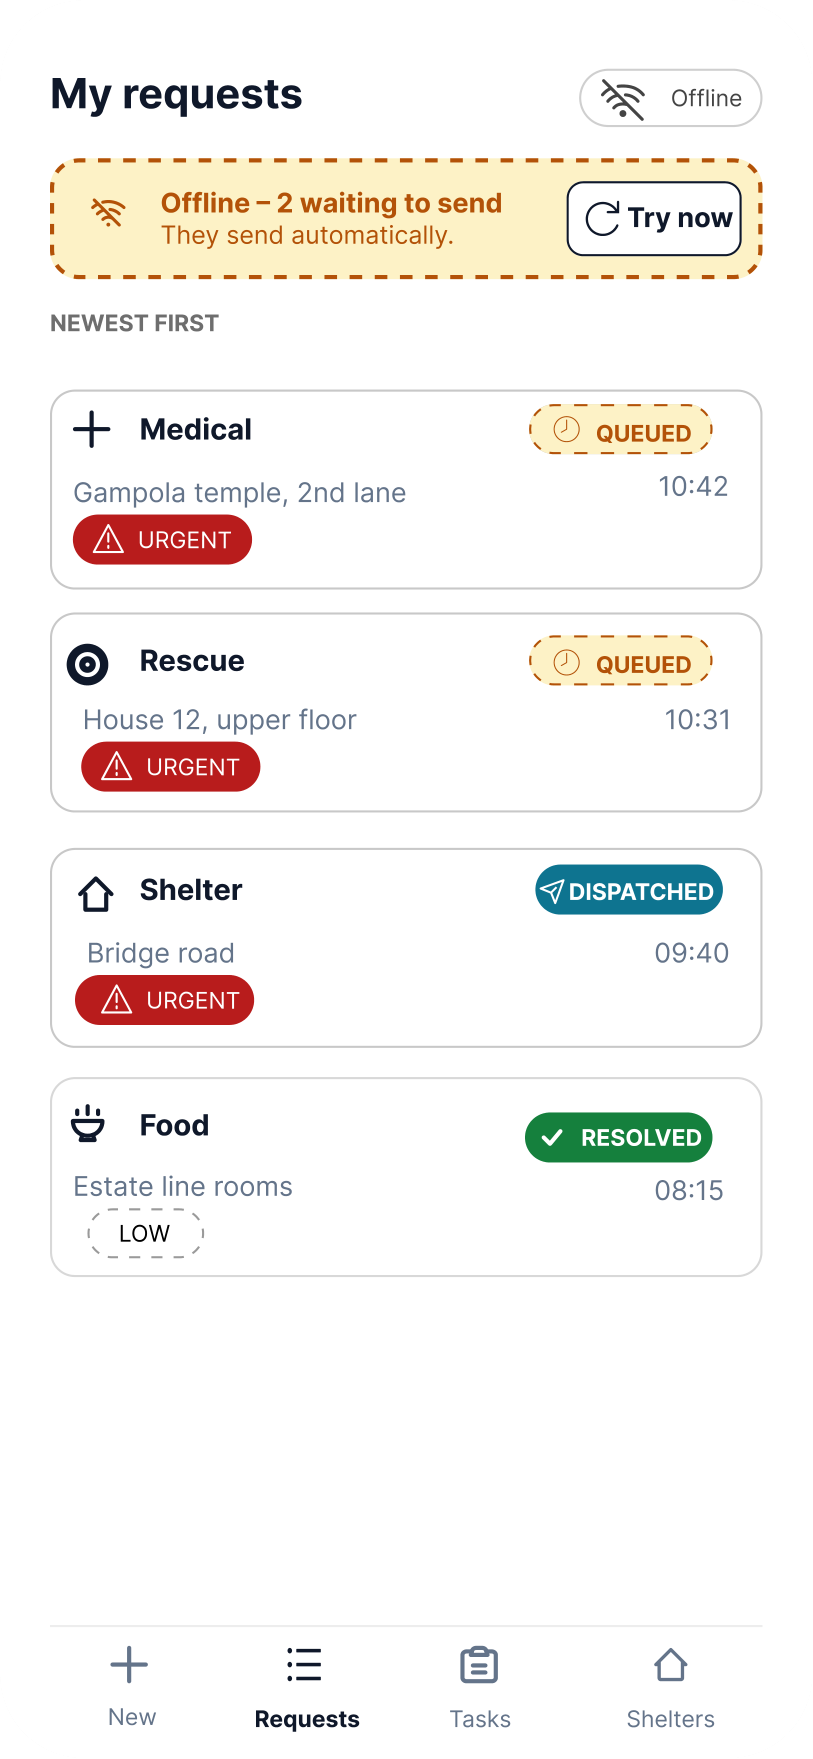 My requests
Offline
Offline – 2 waiting to send
They send automatically.
Try now
NEWEST FIRST
Medical
QUEUED
Gampola temple, 2nd lane
10:42
URGENT
Rescue
QUEUED
House 12, upper floor
10:31
URGENT
Shelter
DISPATCHED
Bridge road
09:40
URGENT
Food
RESOLVED
Estate line rooms
08:15
LOW
New
Requests
Tasks
Shelters